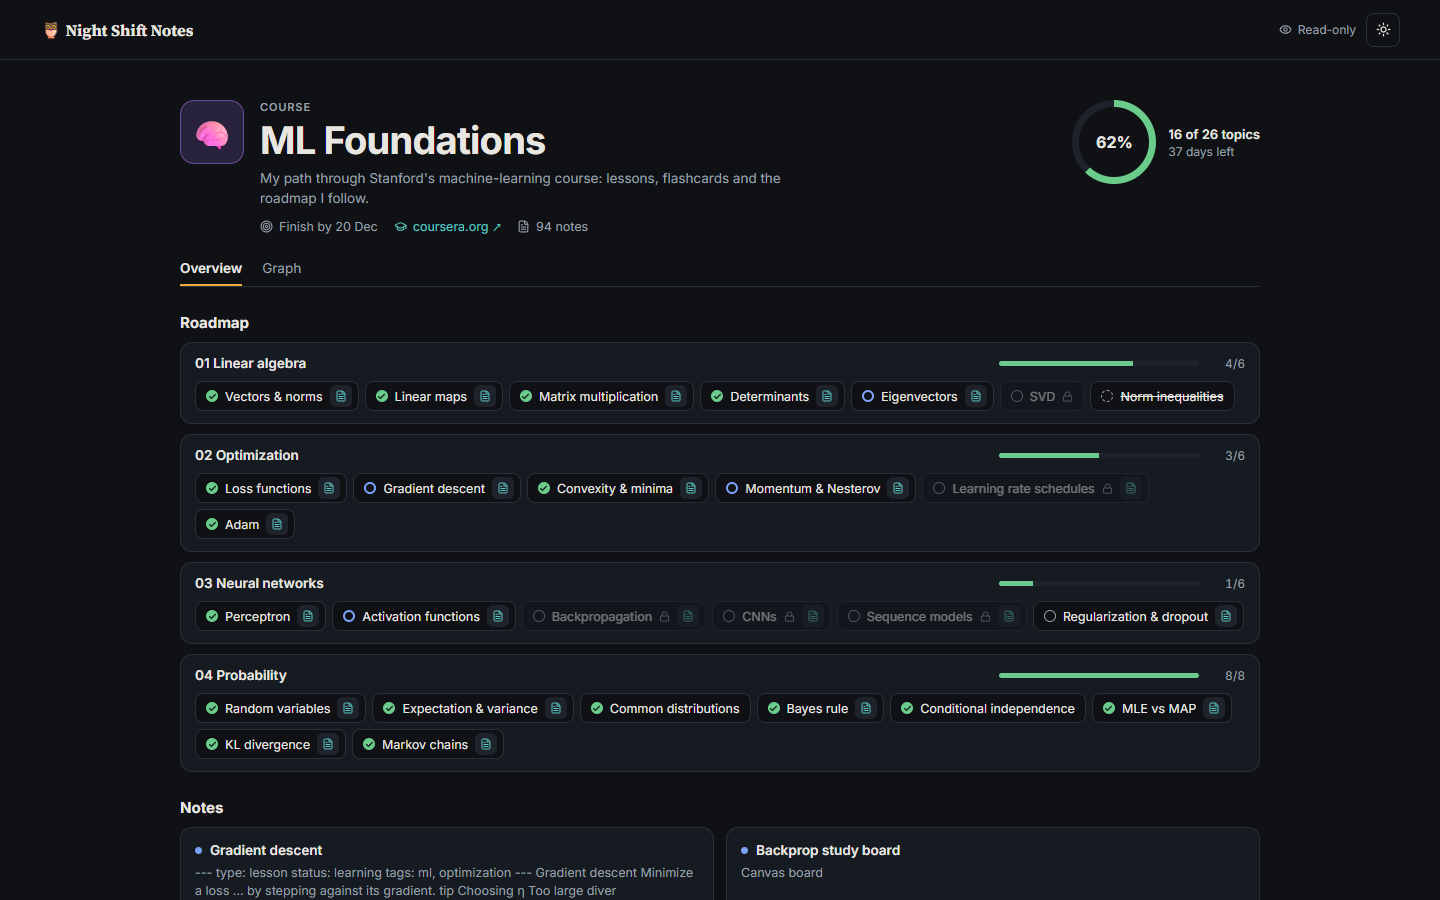 Night Shift Notes
Read-only
COURSE
ML Foundations
My path through Stanford's machine-learning course: lessons, flashcards and the
roadmap I follow.
Finish by 20 Dec
coursera.org ↗
94 notes
62%
16 of 26 topics
37 days left
Overview
Graph
Roadmap
01 Linear algebra
4/6
Vectors & norms
Linear maps
Matrix multiplication
Determinants
Eigenvectors
SVD
Norm inequalities
02 Optimization
3/6
Loss functions
Gradient descent
Convexity & minima
Momentum & Nesterov
Learning rate schedules
Adam
03 Neural networks
1/6
Perceptron
Activation functions
Backpropagation
CNNs
Sequence models
Regularization & dropout
04 Probability
8/8
Random variables
Expectation & variance
Common distributions
Bayes rule
Conditional independence
MLE vs MAP
KL divergence
Markov chains
Notes
Gradient descent
--- type: lesson status: learning tags: ml, optimization --- Gradient descent Minimize
a loss ... by stepping against its gradient. tip Choosing η Too large diver
Backprop study board
Canvas board